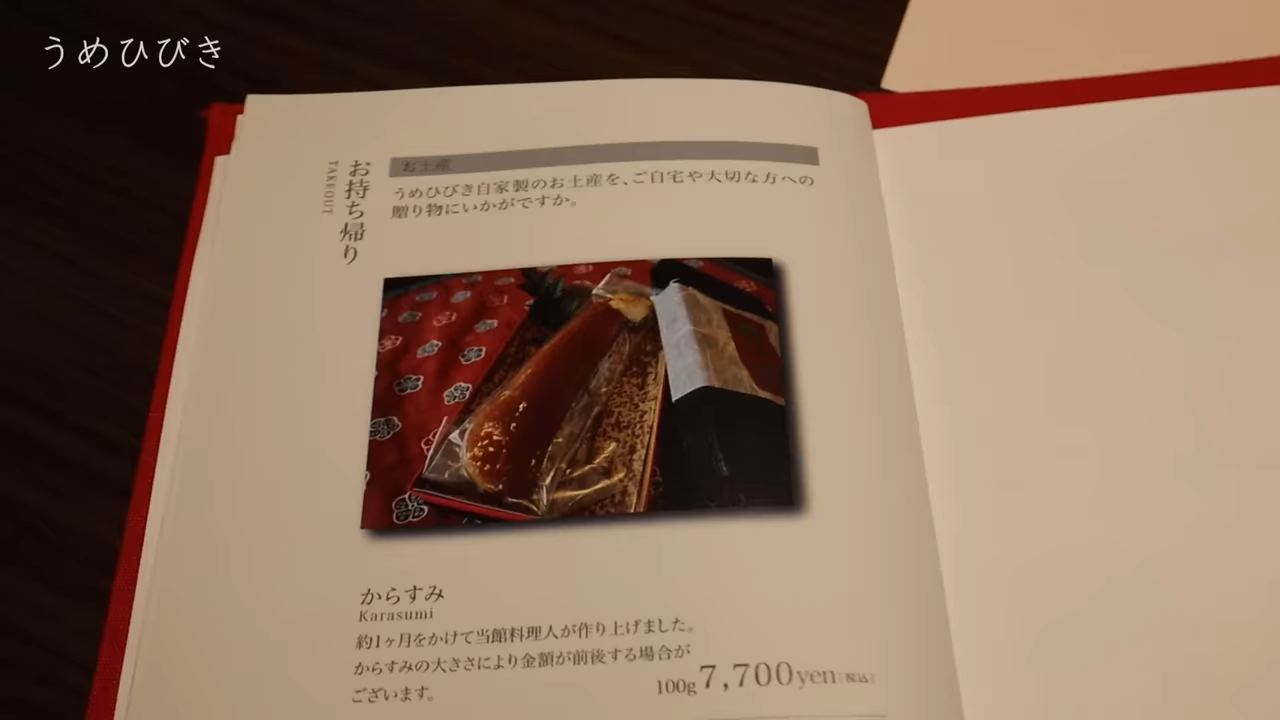 うめひびき
お持ち帰り
TAKEOUT
お土産
うめひびき自家製のお土産を、ご自宅や大切な方への
贈り物にいかがですか。
からすみ
Karasumi
約1ヶ月をかけて当館料理人が作り上げました。
からすみの大きさにより金額が前後する場合が
ございます。
100g7,700yen(税込)